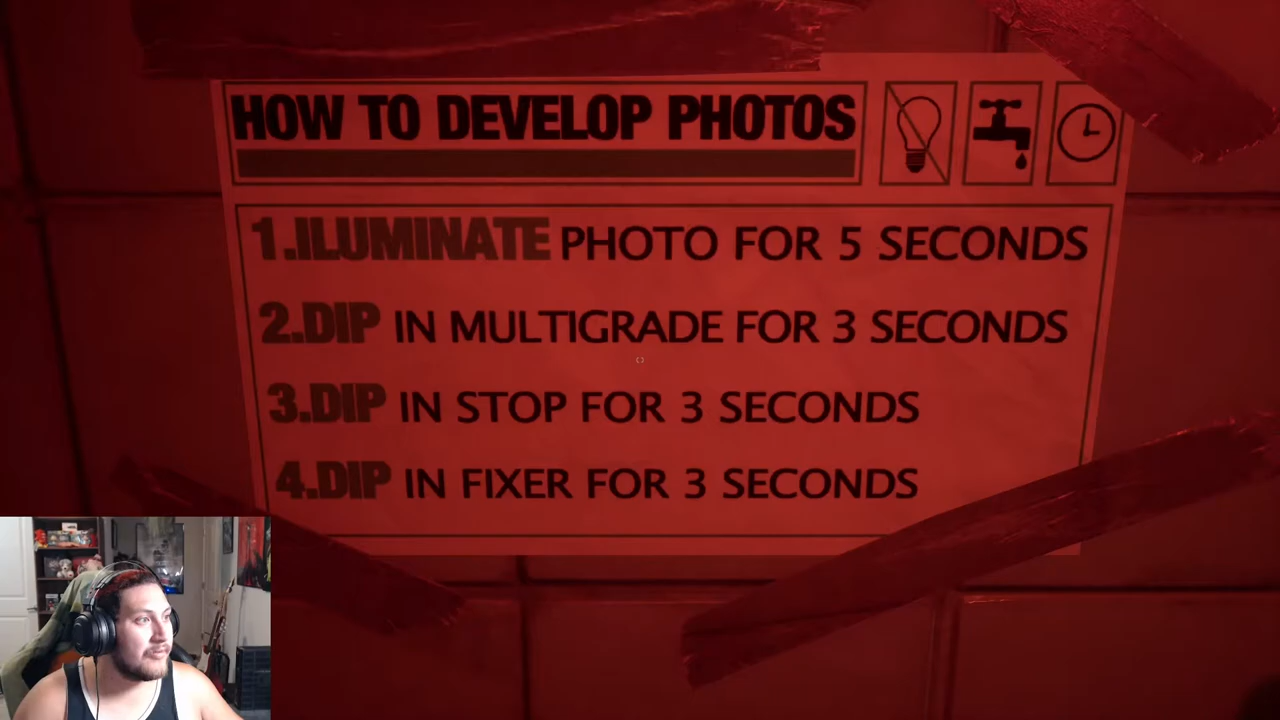 HOW TO DEVELOP PHOTOS
1.ILUMINATE PHOTO FOR 5 SECONDS
2.DIP IN MULTIGRADE FOR 3 SECONDS
3.DIP IN STOP FOR 3 SECONDS
4.DIP IN FIXER FOR 3 SECONDS